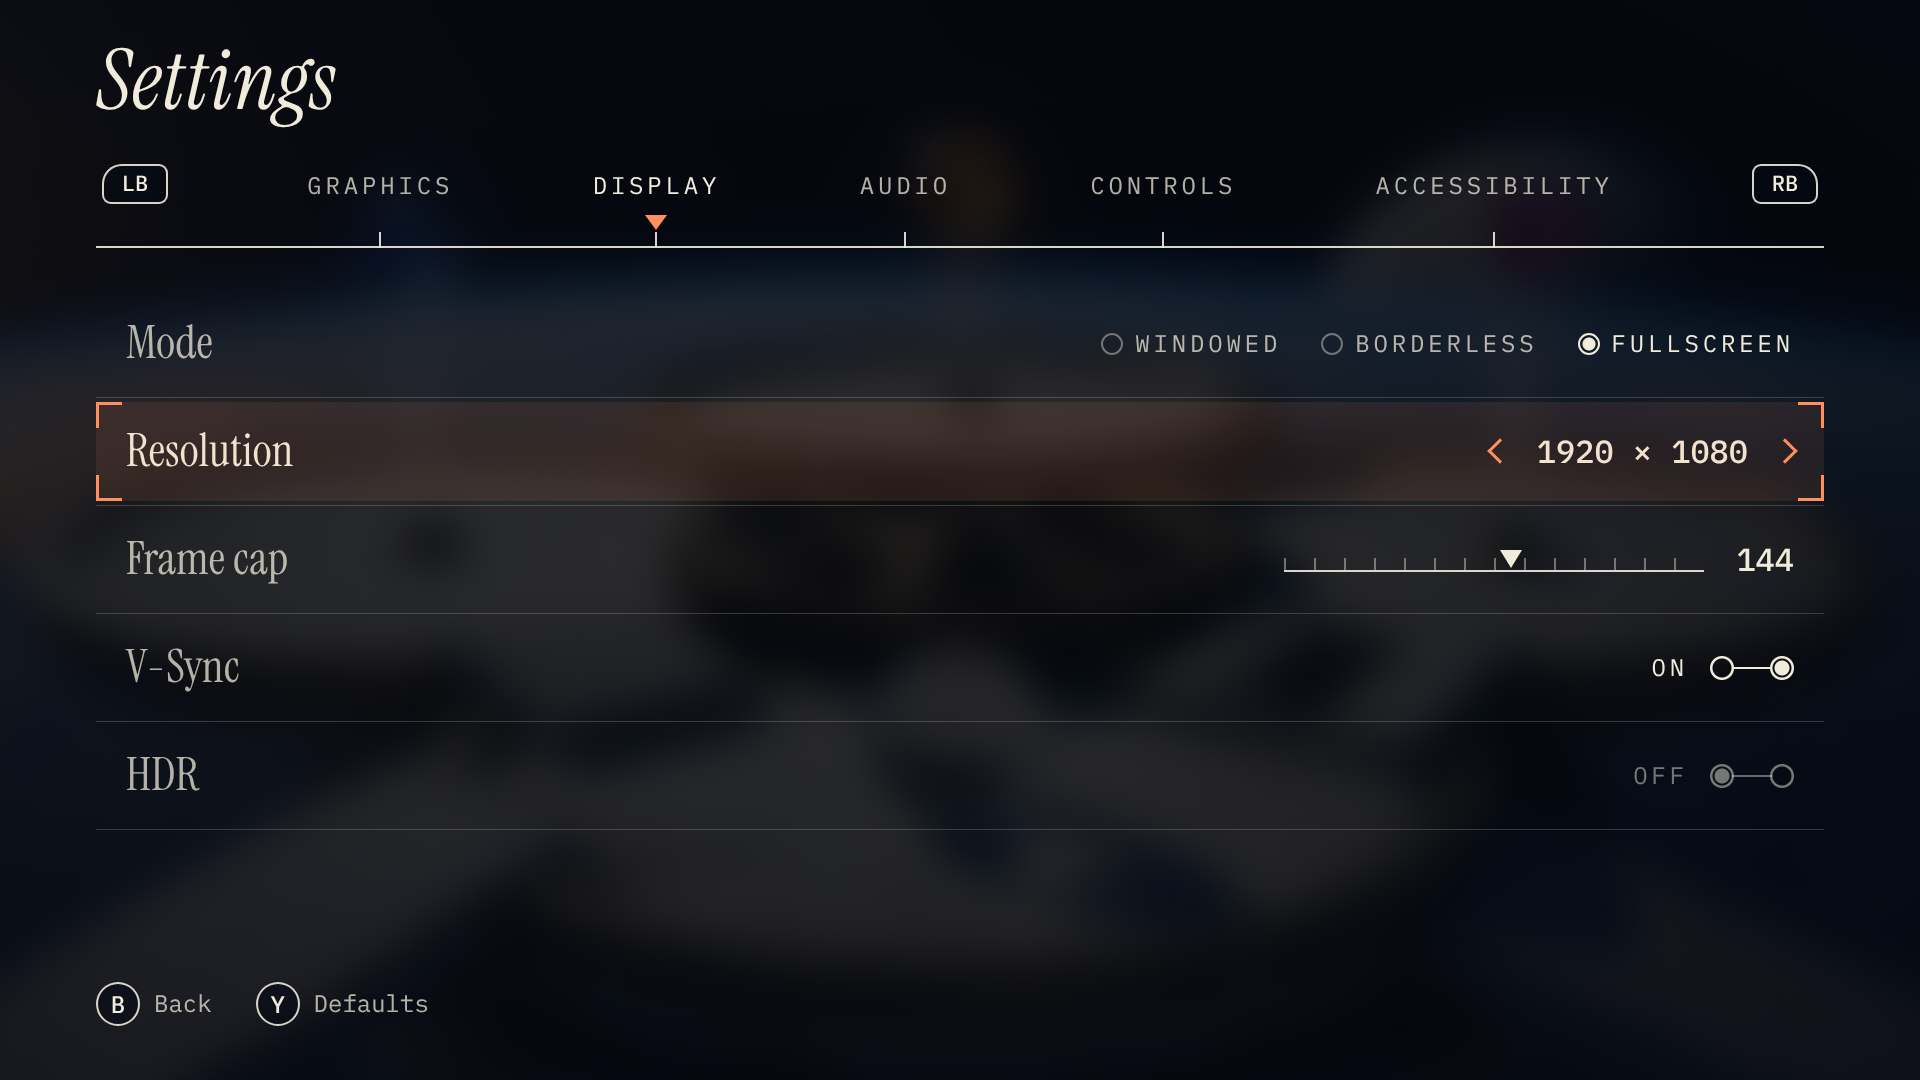 Settings
LB GRAPHICS DISPLAY AUDIO CONTROLS ACCESSIBILITY RB
Mode WINDOWED BORDERLESS FULLSCREEN
Resolution 1920 × 1080
Frame cap 144
V-Sync ON
HDR OFF
B Back Y Defaults